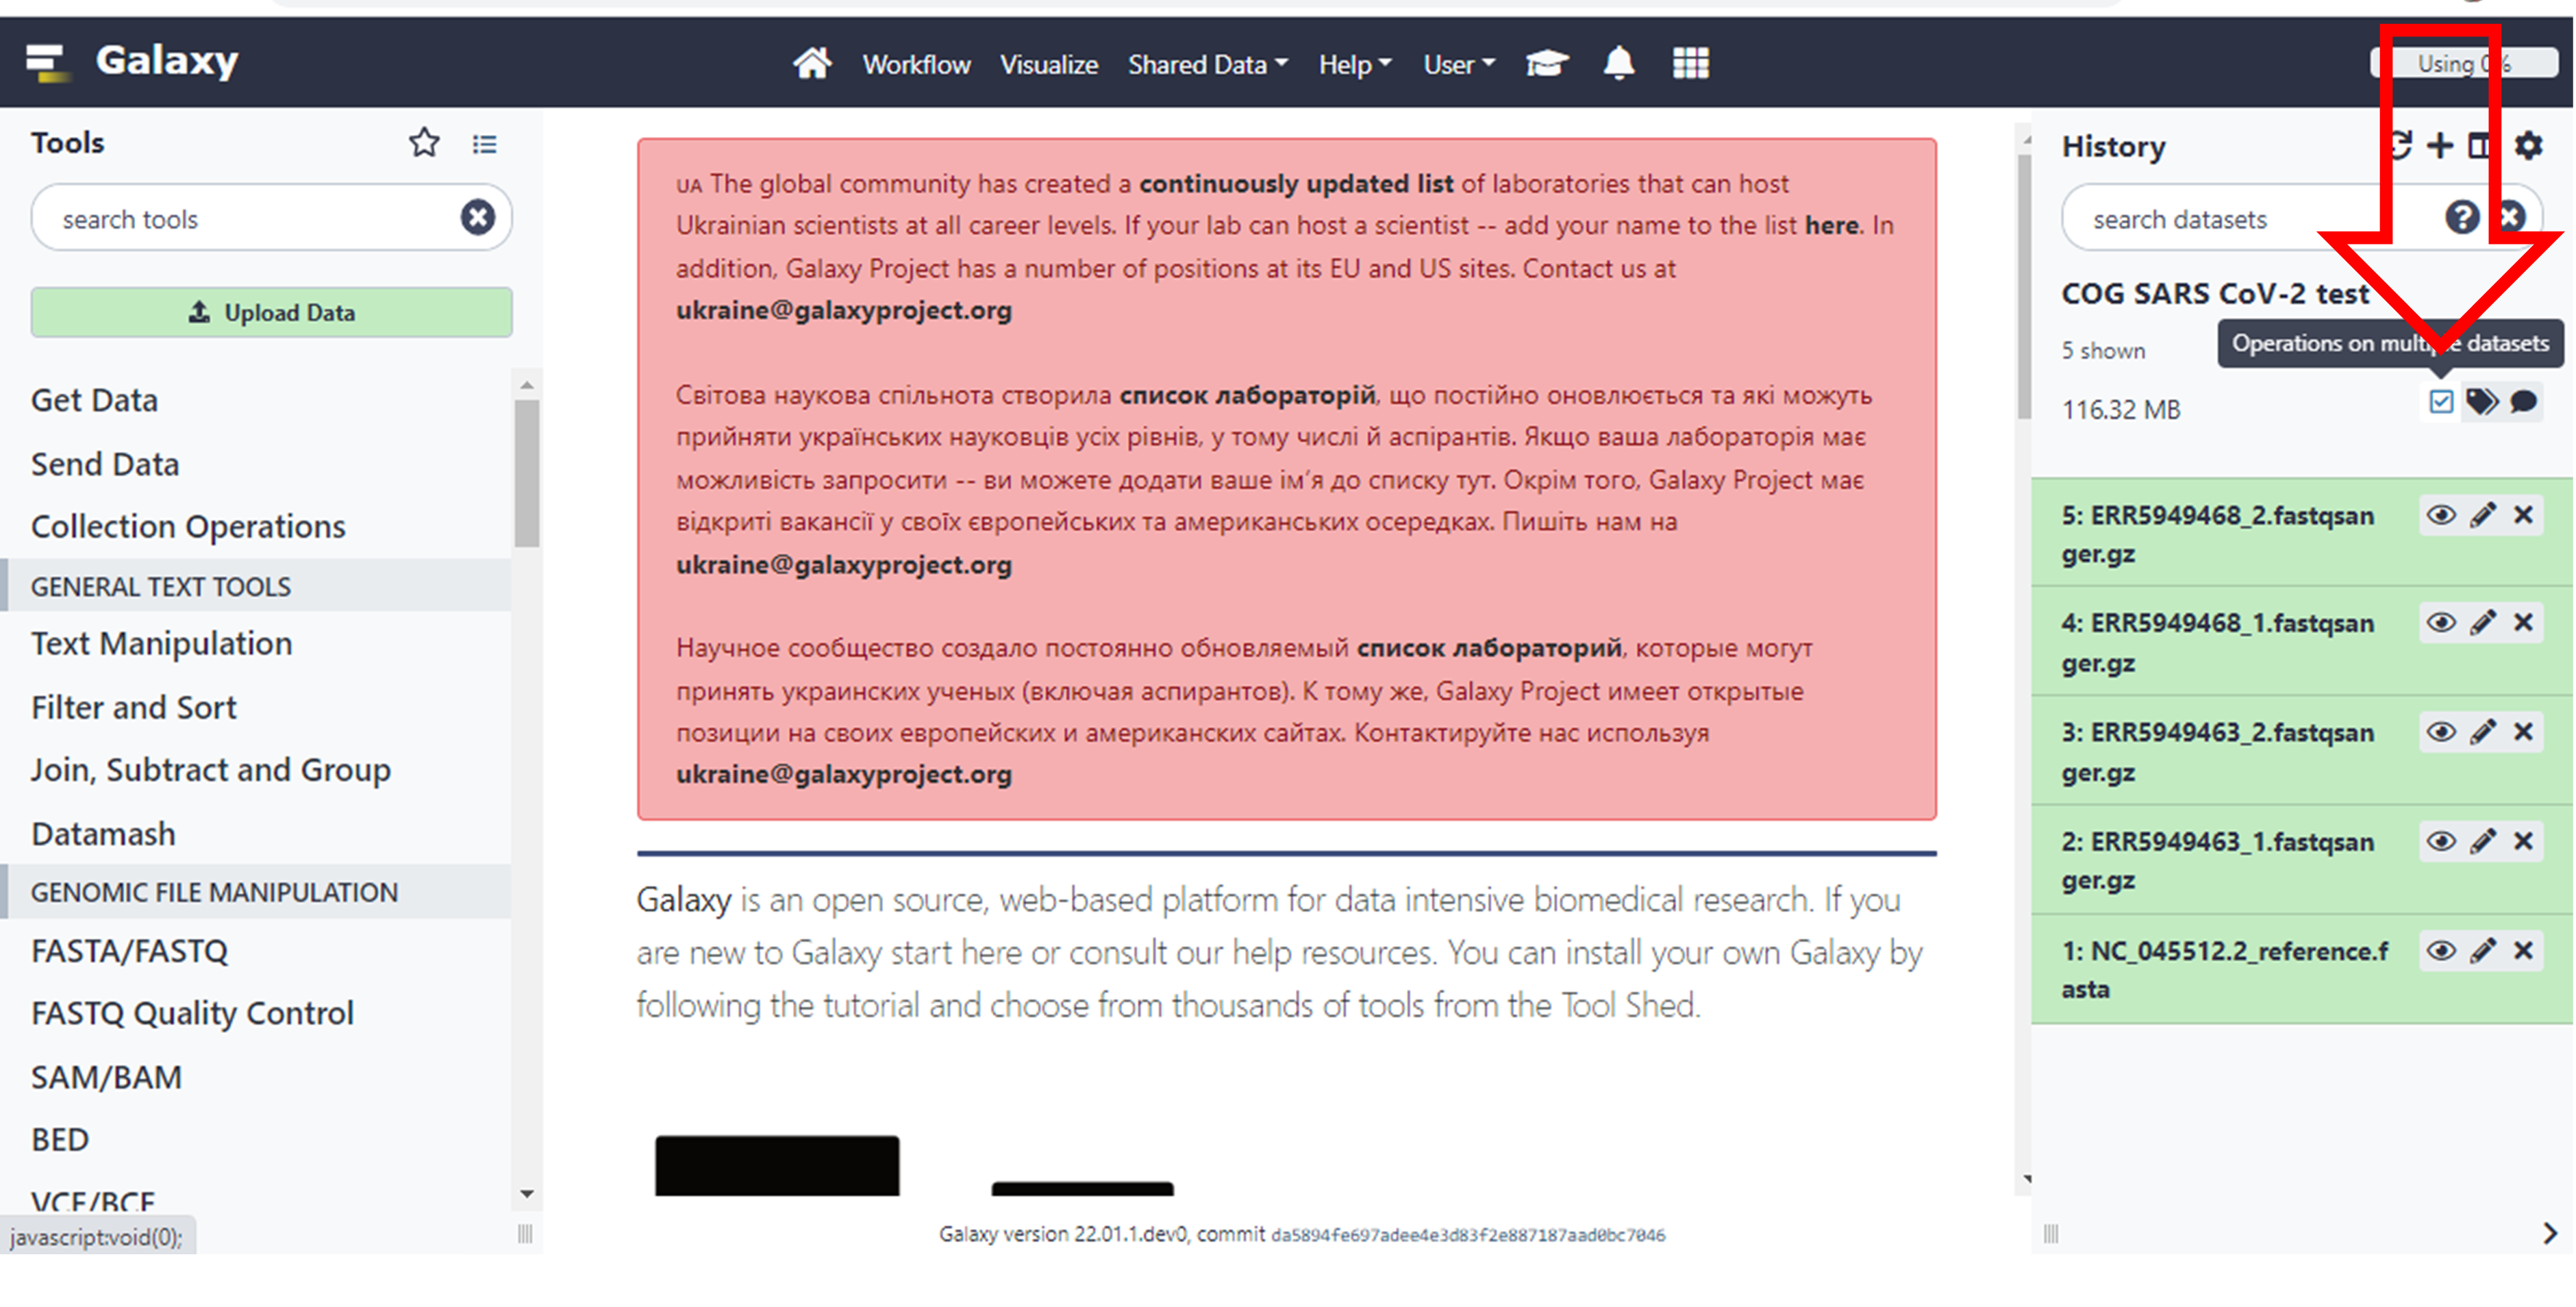 Galaxy
Workflow Visualize Shared Data Help User
Using 0%
Tools
search tools
Upload Data
Get Data
Send Data
Collection Operations
GENERAL TEXT TOOLS
Text Manipulation
Filter and Sort
Join, Subtract and Group
Datamash
GENOMIC FILE MANIPULATION
FASTA/FASTQ
FASTQ Quality Control
SAM/BAM
BED
VCF/BCF
javascript:void(0);
UA The global community has created a continuously updated list of laboratories that can host
Ukrainian scientists at all career levels. If your lab can host a scientist -- add your name to the list here. In
addition, Galaxy Project has a number of positions at its EU and US sites. Contact us at
ukraine@galaxyproject.org
Світова наукова спільнота створила список лабораторій, що постійно оновлюється та які можуть
прийняти українських науковців усіх рівнів, у тому числі й аспірантів. Якщо ваша лабораторія має
можливість запросити -- ви можете додати ваше ім’я до списку тут. Окрім того, Galaxy Project має
відкриті вакансії у своїх європейських та американських осередках. Пишіть нам на
ukraine@galaxyproject.org
Научное сообщество создало постоянно обновляемый список лабораторий, которые могут
принять украинских ученых (включая аспирантов). К тому же, Galaxy Project имеет открытые
позиции на своих европейских и американских сайтах. Контактируйте нас используя
ukraine@galaxyproject.org
Galaxy is an open source, web-based platform for data intensive biomedical research. If you
are new to Galaxy start here or consult our help resources. You can install your own Galaxy by
following the tutorial and choose from thousands of tools from the Tool Shed.
Galaxy version 22.01.1.dev0, commit da5894fe697adee4e3d83f2e887187aad0bc7046
History
search datasets
COG SARS CoV-2 test
5 shown
Operations on multiple datasets
116.32 MB
5: ERR5949468_2.fastqsan
ger.gz
4: ERR5949468_1.fastqsan
ger.gz
3: ERR5949463_2.fastqsan
ger.gz
2: ERR5949463_1.fastqsan
ger.gz
1: NC_045512.2_reference.f
asta